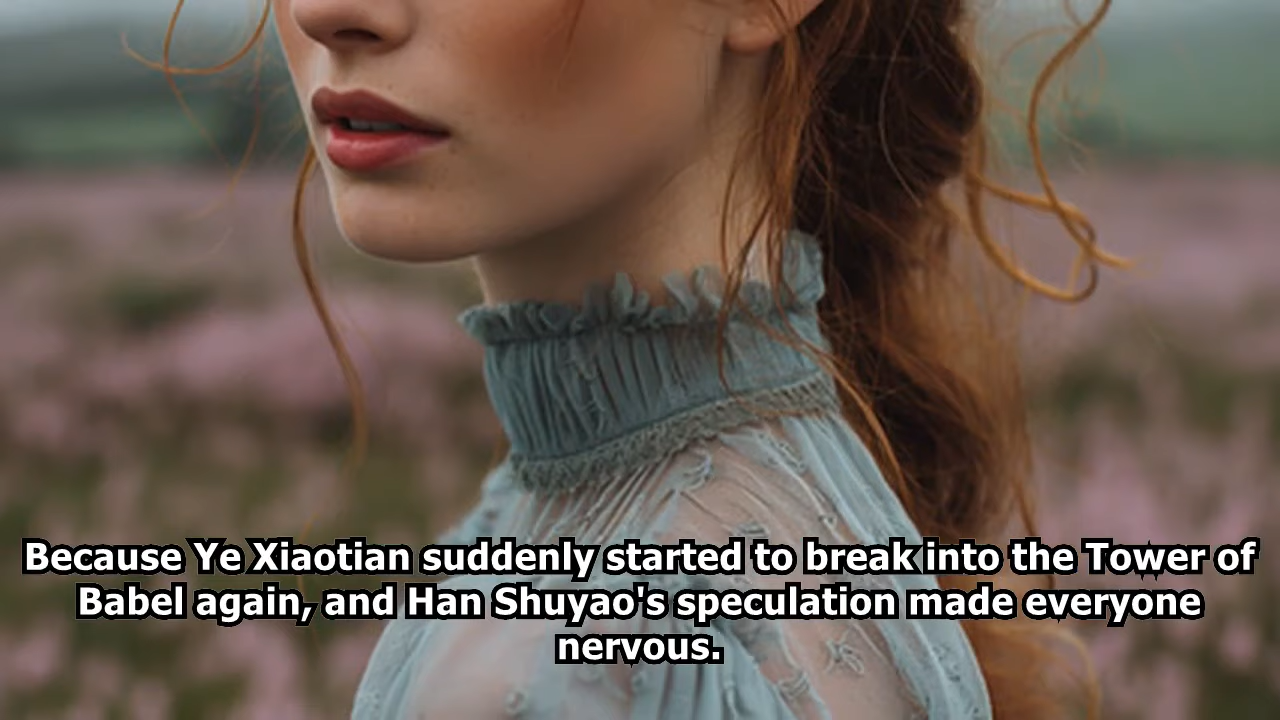 Because Ye Xiaotian suddenly started to break into the Tower of
Babel again, and Han Shuyao's speculation made everyone
nervous.